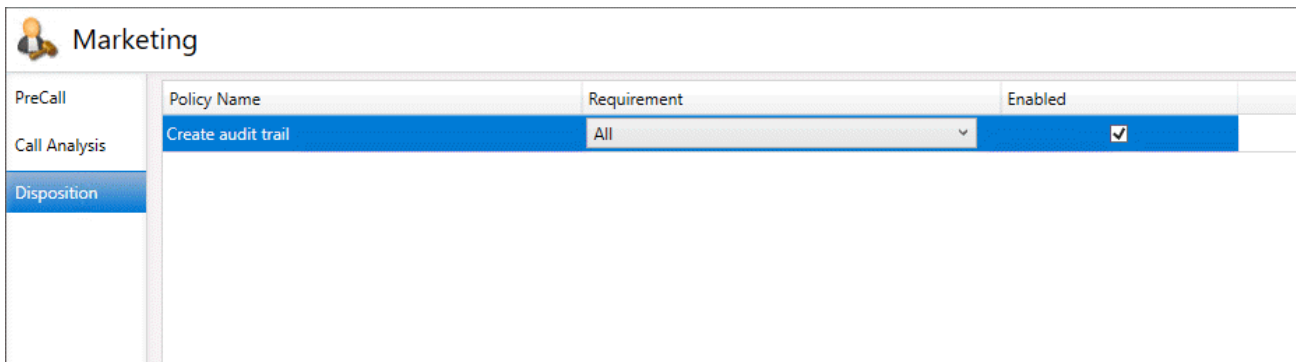 Marketing
PreCall
Call Analysis
Disposition
Policy Name Requirement Enabled
Create audit trail All